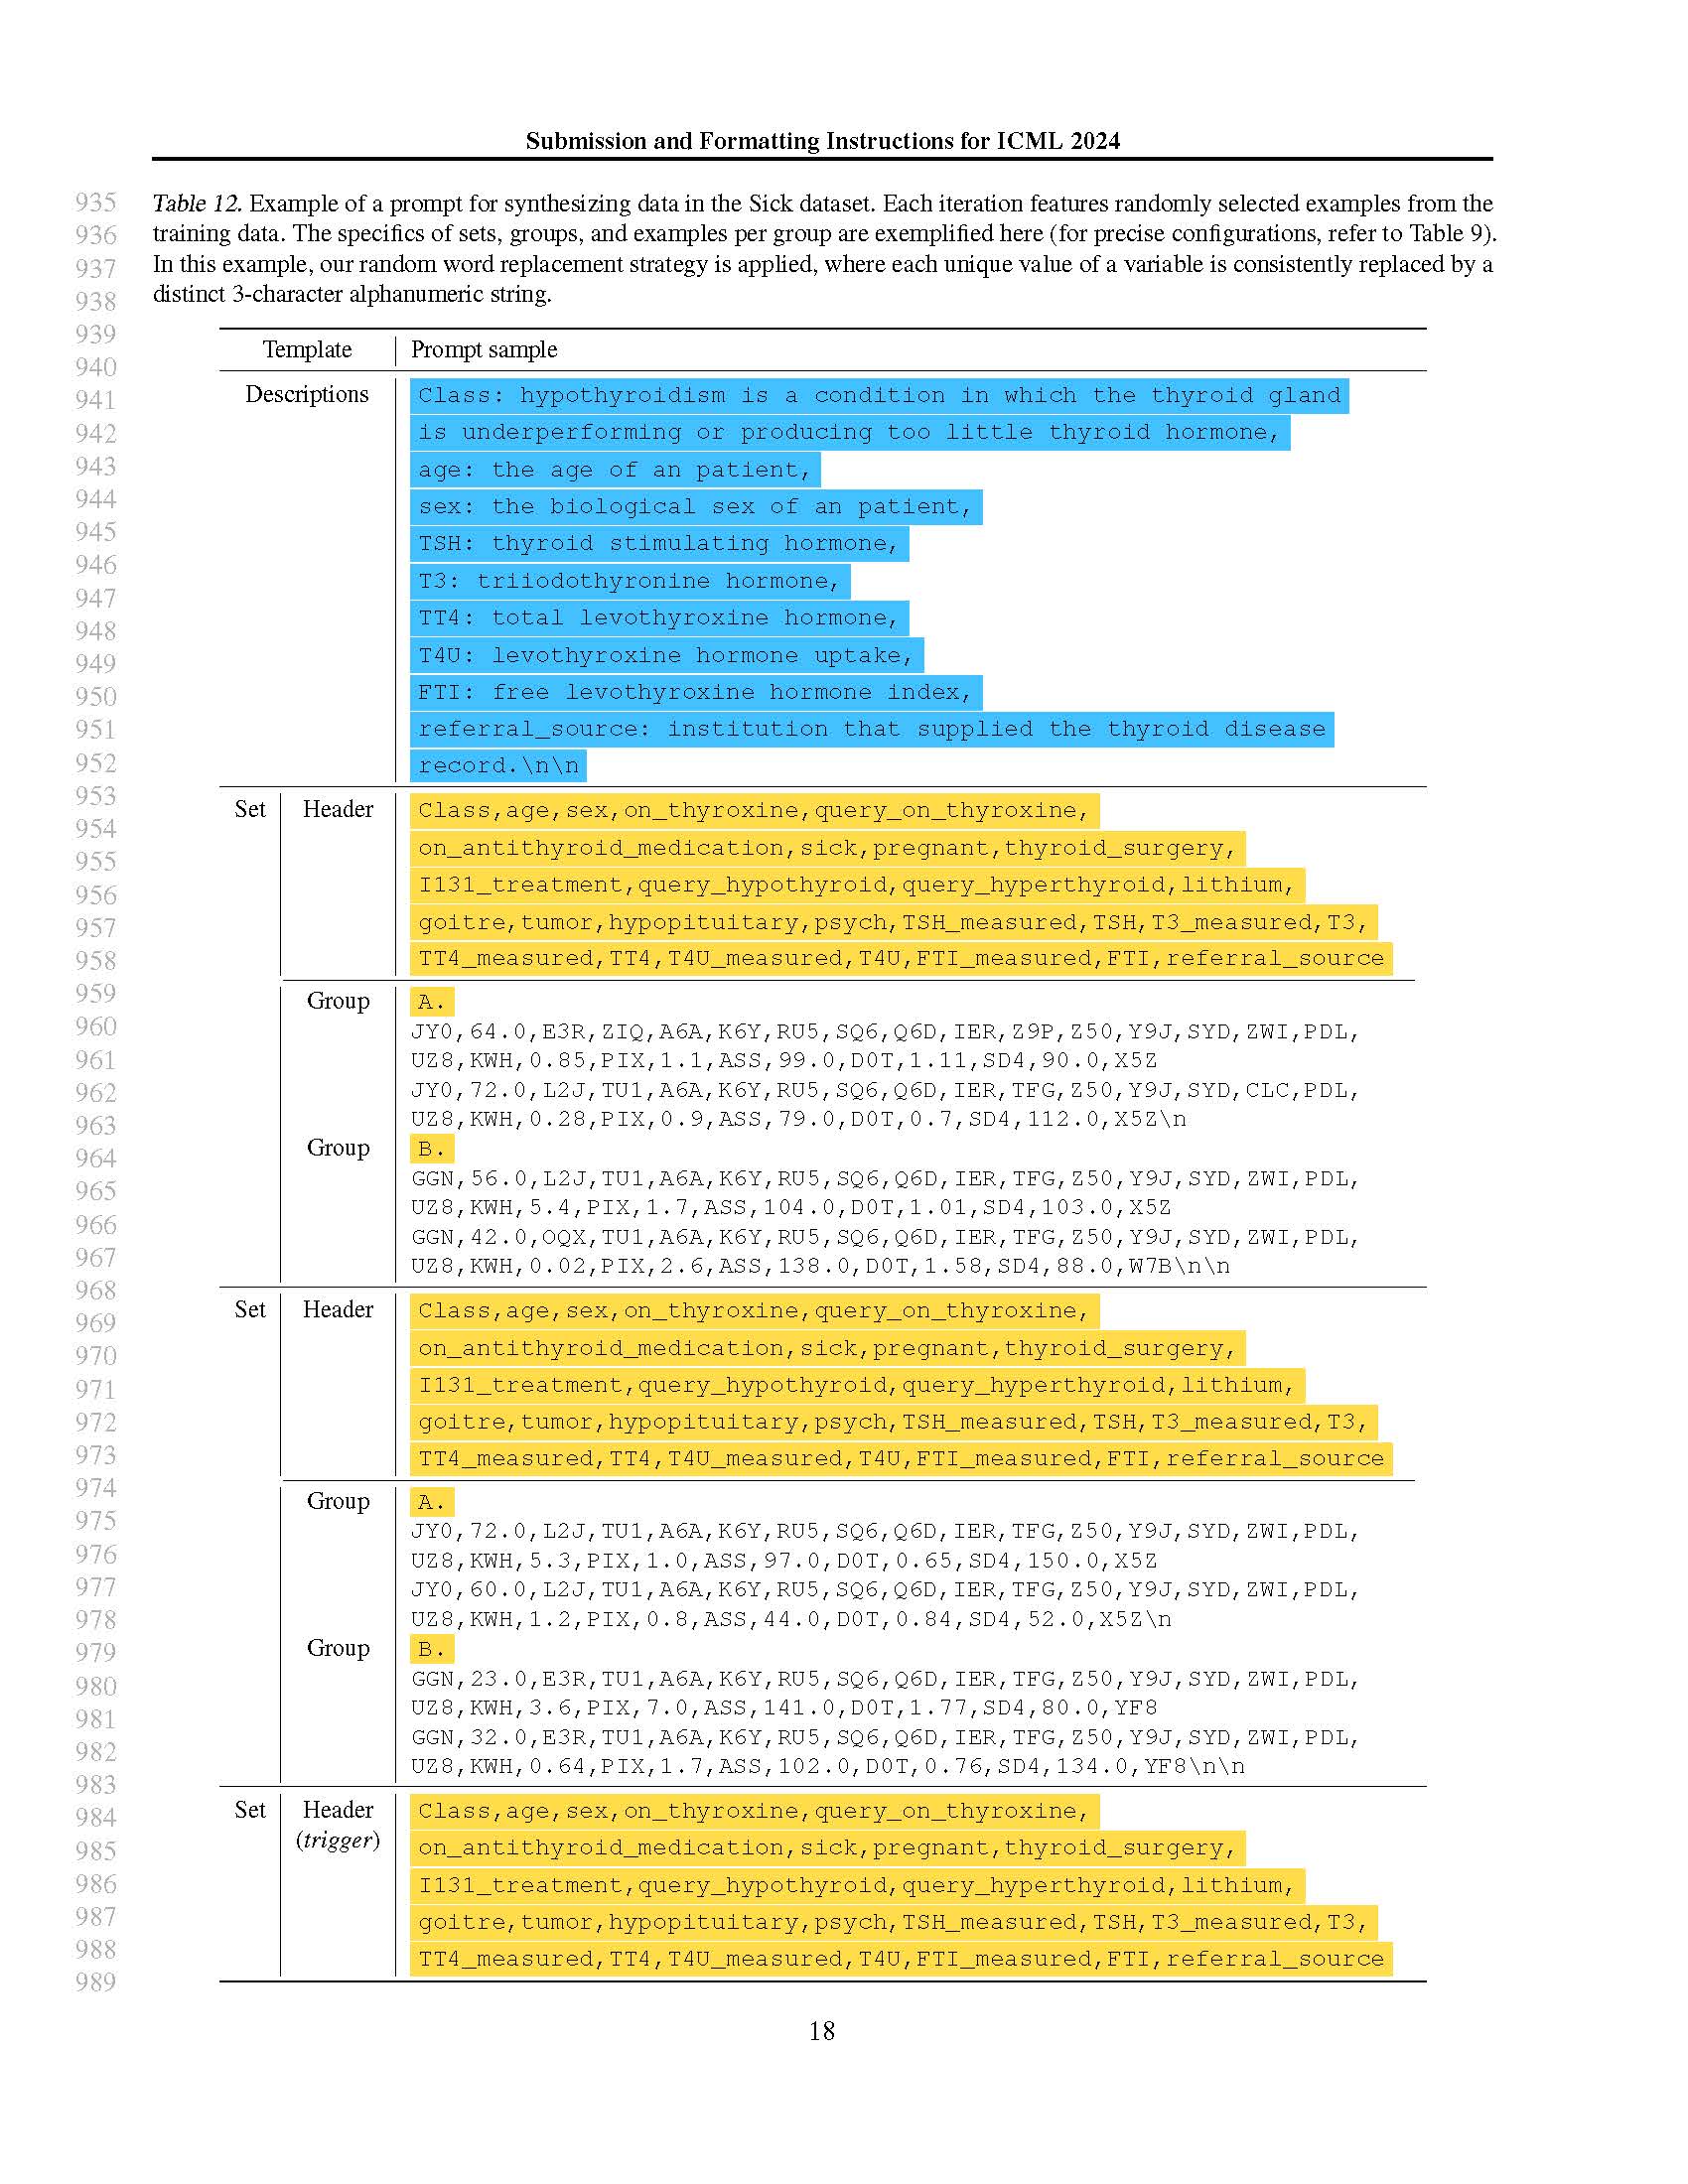 Submission and Formatting Instructions for ICML 2024
935 Table 12. Example of a prompt for synthesizing data in the Sick dataset. Each iteration features randomly selected examples from the
936 training data. The specifics of sets, groups, and examples per group are exemplified here (for precise configurations, refer to Table 9).
937 In this example, our random word replacement strategy is applied, where each unique value of a variable is consistently replaced by a
938 distinct 3-character alphanumeric string.
939
940 Template Prompt sample
941 Descriptions Class: hypothyroidism is a condition in which the thyroid gland
942 is underperforming or producing too little thyroid hormone,
943 age: the age of an patient,
944 sex: the biological sex of an patient,
945 TSH: thyroid stimulating hormone,
946 T3: triiodothyronine hormone,
947
948 TT4: total levothyroxine hormone,
949 T4U: levothyroxine hormone uptake,
950 FTI: free levothyroxine hormone index,
951 referral_source: institution that supplied the thyroid disease
952 record.\n\n
953 Set Header Class,age,sex,on_thyroxine,query_on_thyroxine,
954
955 on_antithyroid_medication,sick,pregnant,thyroid_surgery,
956 I131_treatment,query_hypothyroid,query_hyperthyroid,lithium,
957 goitre,tumor,hypopituitary,psych,TSH_measured,TSH,T3_measured,T3,
958 TT4_measured,TT4,T4U_measured,T4U,FTI_measured,FTI,referral_source
959 Group A.
960 JY0,64.0,E3R,ZIQ,A6A,K6Y,RU5,SQ6,Q6D,IER,Z9P,Z50,Y9J,SYD,ZWI,PDL,
961 UZ8,KWH,0.85,PIX,1.1,ASS,99.0,D0T,1.11,SD4,90.0,X5Z
962 JY0,72.0,L2J,TU1,A6A,K6Y,RU5,SQ6,Q6D,IER,TFG,Z50,Y9J,SYD,CLC,PDL,
963 UZ8,KWH,0.28,PIX,0.9,ASS,79.0,D0T,0.7,SD4,112.0,X5Z\n
964 Group B.
965 GGN,56.0,L2J,TU1,A6A,K6Y,RU5,SQ6,Q6D,IER,TFG,Z50,Y9J,SYD,ZWI,PDL,
966 UZ8,KWH,5.4,PIX,1.7,ASS,104.0,D0T,1.01,SD4,103.0,X5Z
967 GGN,42.0,OQX,TU1,A6A,K6Y,RU5,SQ6,Q6D,IER,TFG,Z50,Y9J,SYD,ZWI,PDL,
UZ8,KWH,0.02,PIX,2.6,ASS,138.0,D0T,1.58,SD4,88.0,W7B\n\n
968
969 Set Header Class,age,sex,on_thyroxine,query_on_thyroxine,
970 on_antithyroid_medication,sick,pregnant,thyroid_surgery,
971 I131_treatment,query_hypothyroid,query_hyperthyroid,lithium,
972 goitre,tumor,hypopituitary,psych,TSH_measured,TSH,T3_measured,T3,
973 TT4_measured,TT4,T4U_measured,T4U,FTI_measured,FTI,referral_source
974
975 Group A.
976 JY0,72.0,L2J,TU1,A6A,K6Y,RU5,SQ6,Q6D,IER,TFG,Z50,Y9J,SYD,ZWI,PDL,
UZ8,KWH,5.3,PIX,1.0,ASS,97.0,D0T,0.65,SD4,150.0,X5Z
977 JY0,60.0,L2J,TU1,A6A,K6Y,RU5,SQ6,Q6D,IER,TFG,Z50,Y9J,SYD,ZWI,PDL,
978 UZ8,KWH,1.2,PIX,0.8,ASS,44.0,D0T,0.84,SD4,52.0,X5Z\n
979 Group B.
980 GGN,23.0,E3R,TU1,A6A,K6Y,RU5,SQ6,Q6D,IER,TFG,Z50,Y9J,SYD,ZWI,PDL,
981 UZ8,KWH,3.6,PIX,7.0,ASS,141.0,D0T,1.77,SD4,80.0,YF8
982 GGN,32.0,E3R,TU1,A6A,K6Y,RU5,SQ6,Q6D,IER,TFG,Z50,Y9J,SYD,ZWI,PDL,
983 UZ8,KWH,0.64,PIX,1.7,ASS,102.0,D0T,0.76,SD4,134.0,YF8\n\n
984 Set Header Class,age,sex,on_thyroxine,query_on_thyroxine,
985 (trigger) on_antithyroid_medication,sick,pregnant,thyroid_surgery,
986 I131_treatment,query_hypothyroid,query_hyperthyroid,lithium,
987 goitre,tumor,hypopituitary,psych,TSH_measured,TSH,T3_measured,T3,
988 TT4_measured,TT4,T4U_measured,T4U,FTI_measured,FTI,referral_source
989
18